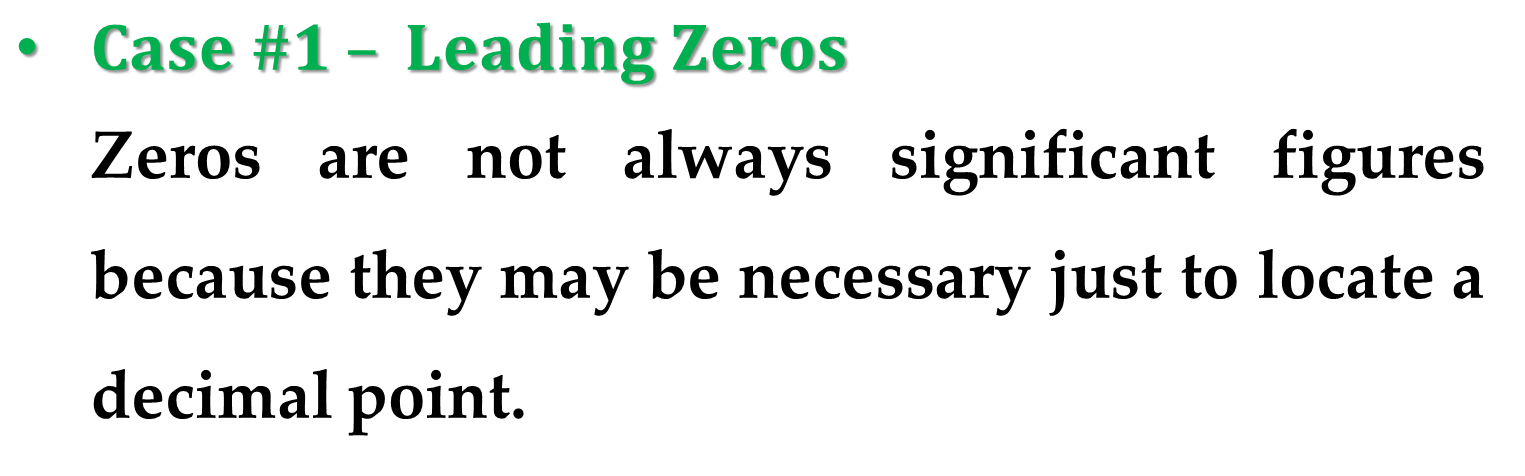 • Case #1 – Leading Zeros
Zeros are not always significant figures
because they may be necessary just to locate a
decimal point.